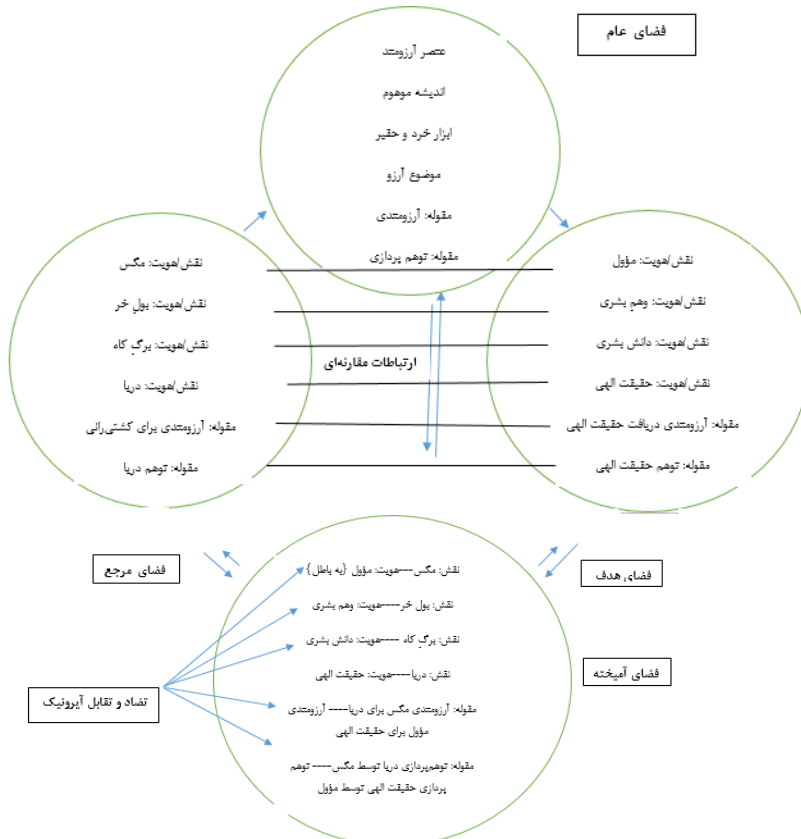 فضای عام
عنصر آرزومند
اندیشه موهوم
ابزار خرد و حقیر
موضوع آرزو
مقوله: آرزومندی
مقوله: توهم پردازی
نقش/هویت: مؤول
نقش/هویت: وهم بشری
نقش/هویت: دانش بشری
نقش/هویت: حقیقت الهی
مقوله: آرزومندی دریافت حقیقت الهی
مقوله: توهم حقیقت الهی
ارتباطات مقارنه‌ای
نقش/هویت: مگس
نقش/هویت: بولِ خر
نقش/هویت: برگِ کاه
نقش/هویت: دریا
مقوله: آرزومندی برای کشتی‌رانی
مقوله: توهم دریا
فضای هدف
فضای مرجع
فضای آمیخته
نقش: مگس---هویت: مؤول {به باطل}
نقش: بول خر----هویت: وهم بشری
نقش: برگِ کاه ----هویت: دانش بشری
نقش: دریا----هویت: حقیقت الهی
مقوله: آرزومندی مگس برای دریا---- آرزومندی
مؤول برای حقیقت الهی
مقوله: توهم‌پردازی دریا توسط مگس---- توهم
پردازی حقیقت الهی توسط مؤول
تضاد و تقابل آیرونیک